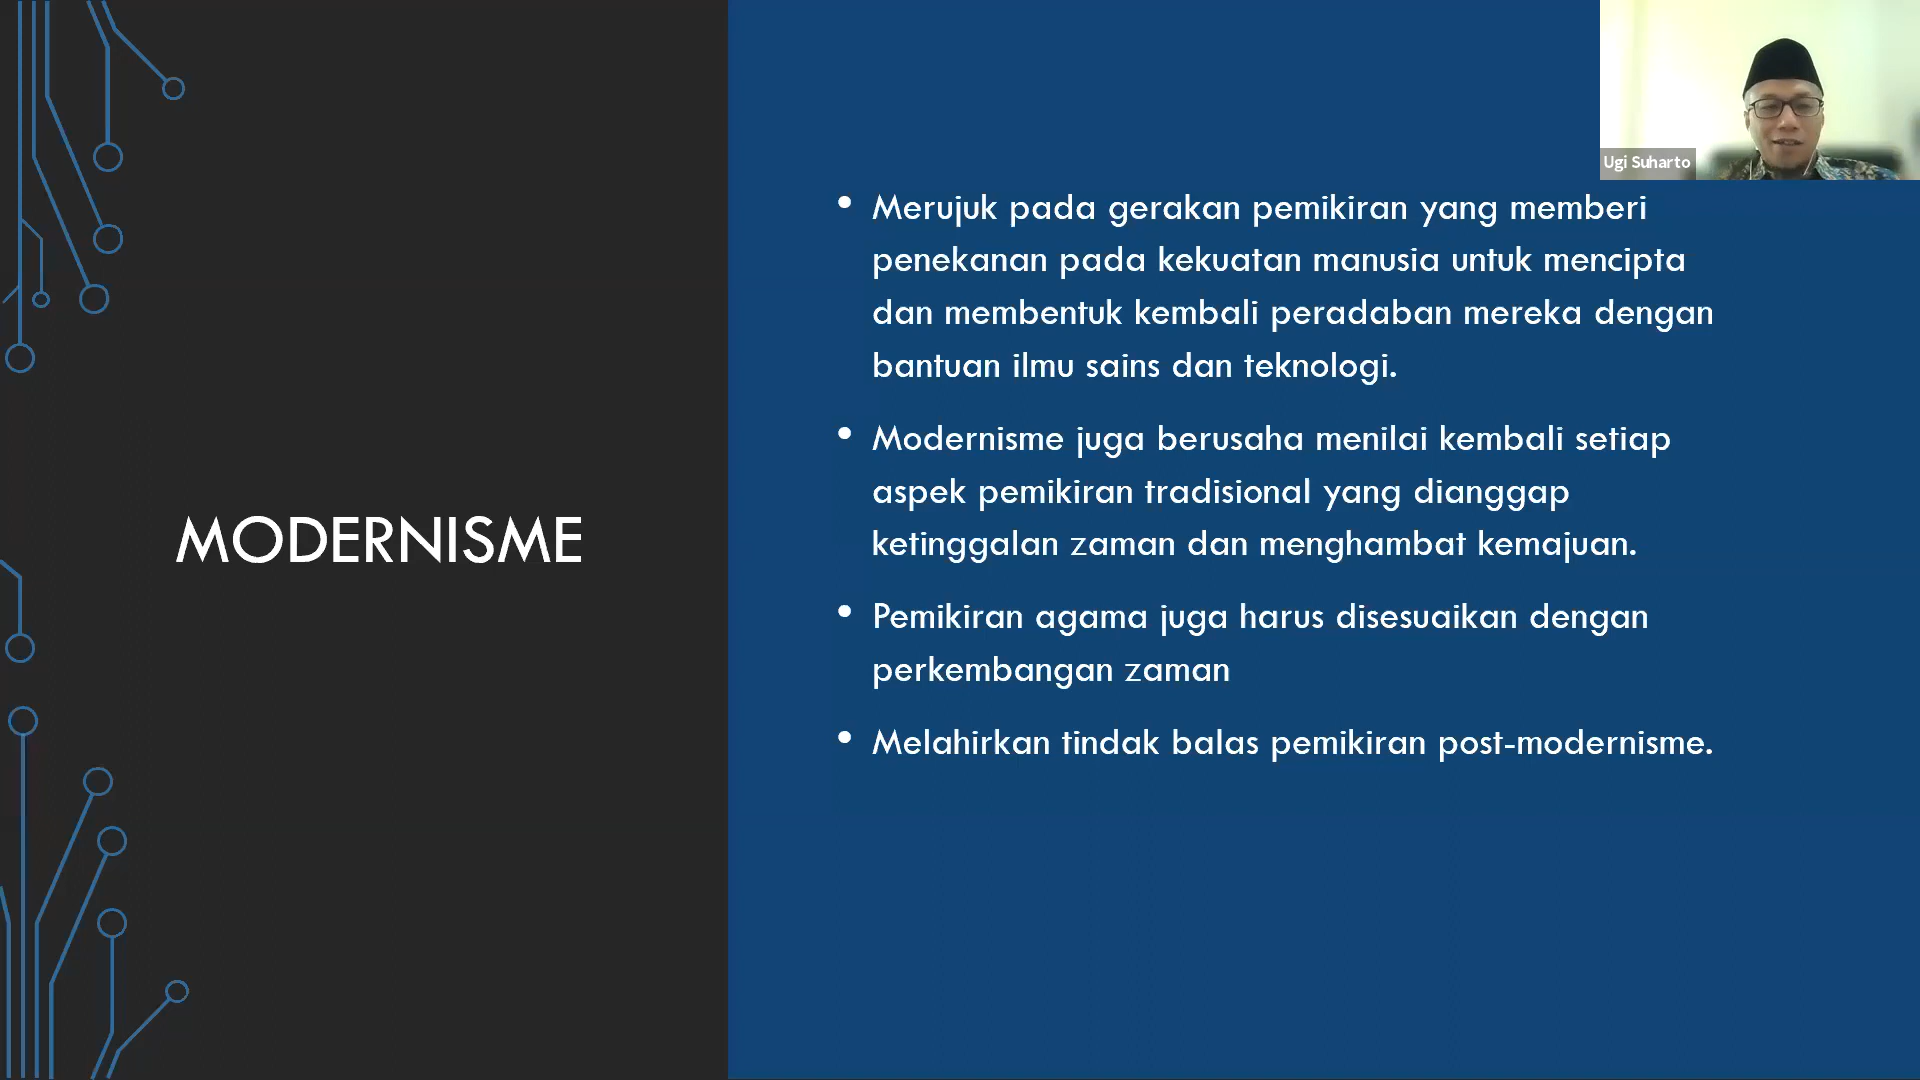 MODERNISME
Ugi Suharto
• Merujuk pada gerakan pemikiran yang memberi
penekanan pada kekuatan manusia untuk mencipta
dan membentuk kembali peradaban mereka dengan
bantuan ilmu sains dan teknologi.
• Modernisme juga berusaha menilai kembali setiap
aspek pemikiran tradisional yang dianggap
ketinggalan zaman dan menghambat kemajuan.
• Pemikiran agama juga harus disesuaikan dengan
perkembangan zaman
• Melahirkan tindak balas pemikiran post-modernisme.